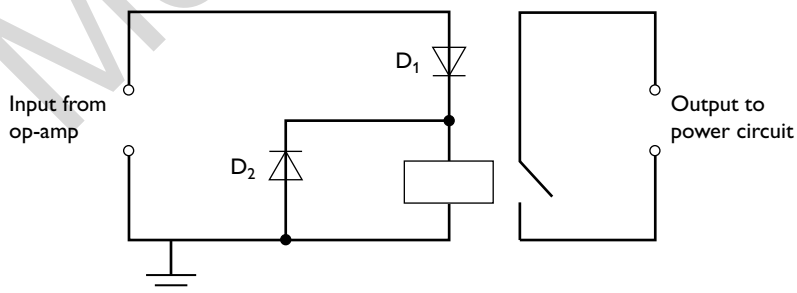 D1
Input from
op-amp
Output to
power circuit
D2